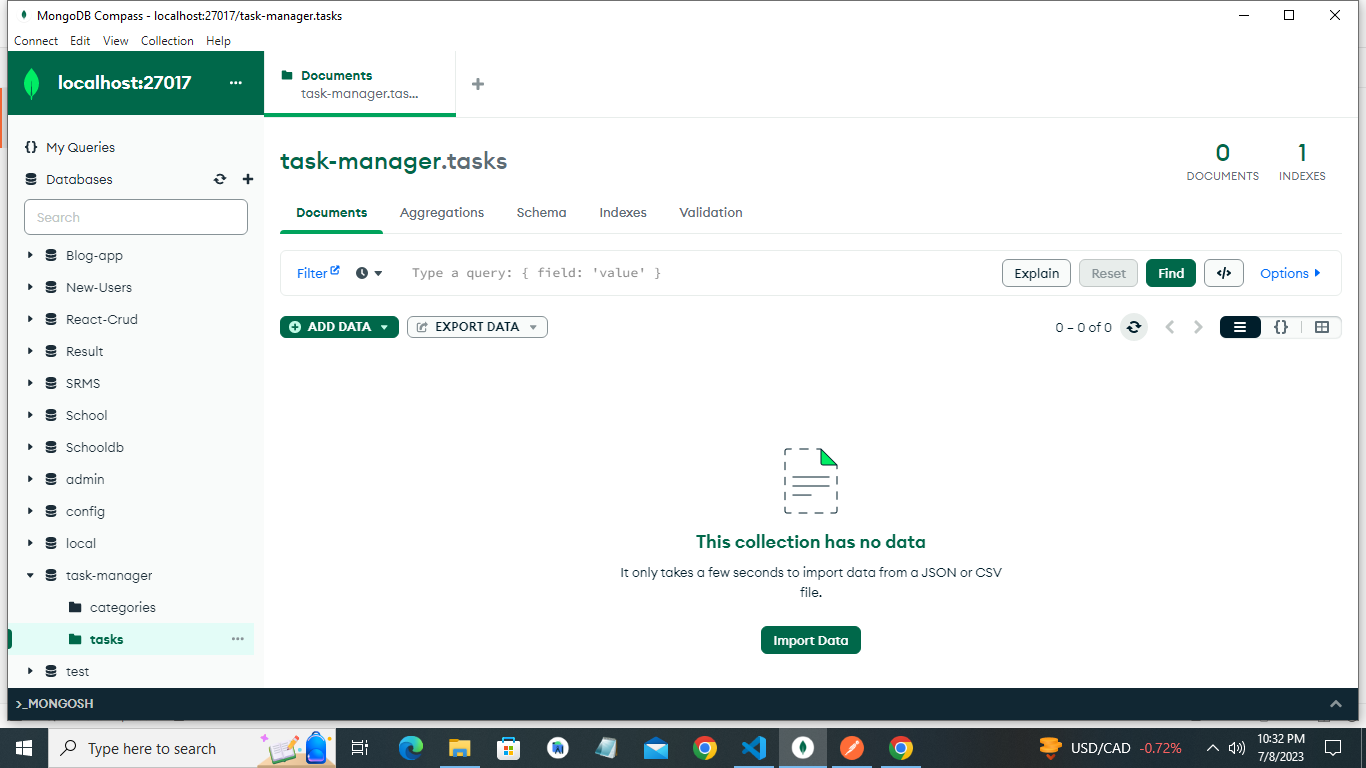 MongoDB Compass - localhost:27017/task-manager.tasks
Connect Edit View Collection Help
localhost:27017
Documents
task-manager.tas...
My Queries
Databases
Search
Blog-app
New-Users
React-Crud
Result
SRMS
School
Schooldb
admin
config
local
task-manager
categories
tasks
test
task-manager.tasks
0
DOCUMENTS
1
INDEXES
Documents Aggregations Schema Indexes Validation
Filter Type a query: { field: 'value' } Explain Reset Find </> Options
ADD DATA EXPORT DATA 0 – 0 of 0 {}
This collection has no data
It only takes a few seconds to import data from a JSON or CSV
file.
Import Data
>_MONGOSH
Type here to search
USD/CAD -0.72%
10:32 PM
7/8/2023